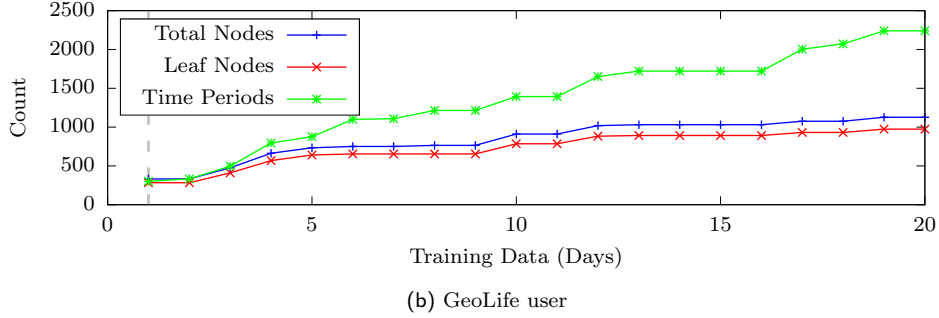 2500
2000
1500
1000
500
0
Count
Total Nodes
Leaf Nodes
Time Periods
0 5 10 15 20
Training Data (Days)
(b) GeoLife user